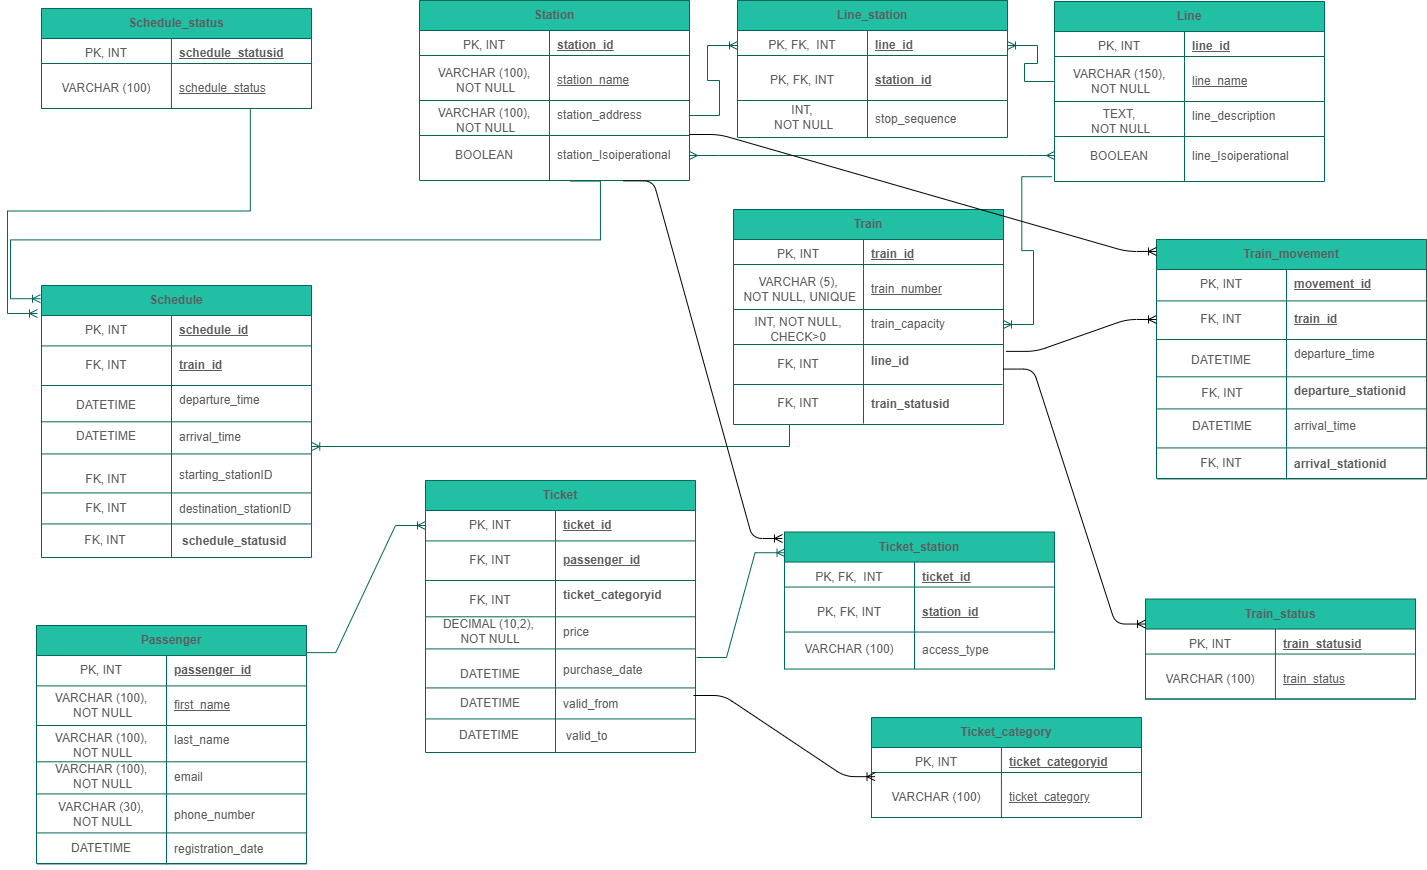 Schedule_status
PK, INT schedule_statusid
VARCHAR (100) schedule_status
Station
PK, INT station_id
VARCHAR (100), NOT NULL station_name
VARCHAR (100), NOT NULL station_address
BOOLEAN station_Isoiperational
Line_station
PK, FK, INT line_id
PK, FK, INT station_id
INT, NOT NULL stop_sequence
Line
PK, INT line_id
VARCHAR (150), NOT NULL line_name
TEXT, NOT NULL line_description
BOOLEAN line_Isoiperational
Train
PK, INT train_id
VARCHAR (5), NOT NULL, UNIQUE train_number
INT, NOT NULL, CHECK>0 train_capacity
FK, INT line_id
FK, INT train_statusid
Train_movement
PK, INT movement_id
FK, INT train_id
DATETIME departure_time
FK, INT departure_stationid
DATETIME arrival_time
FK, INT arrival_stationid
Schedule
PK, INT schedule_id
FK, INT train_id
DATETIME departure_time
DATETIME arrival_time
FK, INT starting_stationID
FK, INT destination_stationID
FK, INT schedule_statusid
Ticket
PK, INT ticket_id
FK, INT passenger_id
FK, INT ticket_categoryid
DECIMAL (10,2), NOT NULL price
DATETIME purchase_date
DATETIME valid_from
DATETIME valid_to
Ticket_station
PK, FK, INT ticket_id
PK, FK, INT station_id
VARCHAR (100) access_type
Train_status
PK, INT train_statusid
VARCHAR (100) train_status
Passenger
PK, INT passenger_id
VARCHAR (100), NOT NULL first_name
VARCHAR (100), NOT NULL last_name
VARCHAR (100), NOT NULL email
VARCHAR (30), NOT NULL phone_number
DATETIME registration_date
Ticket_category
PK, INT ticket_categoryid
VARCHAR (100) ticket_category